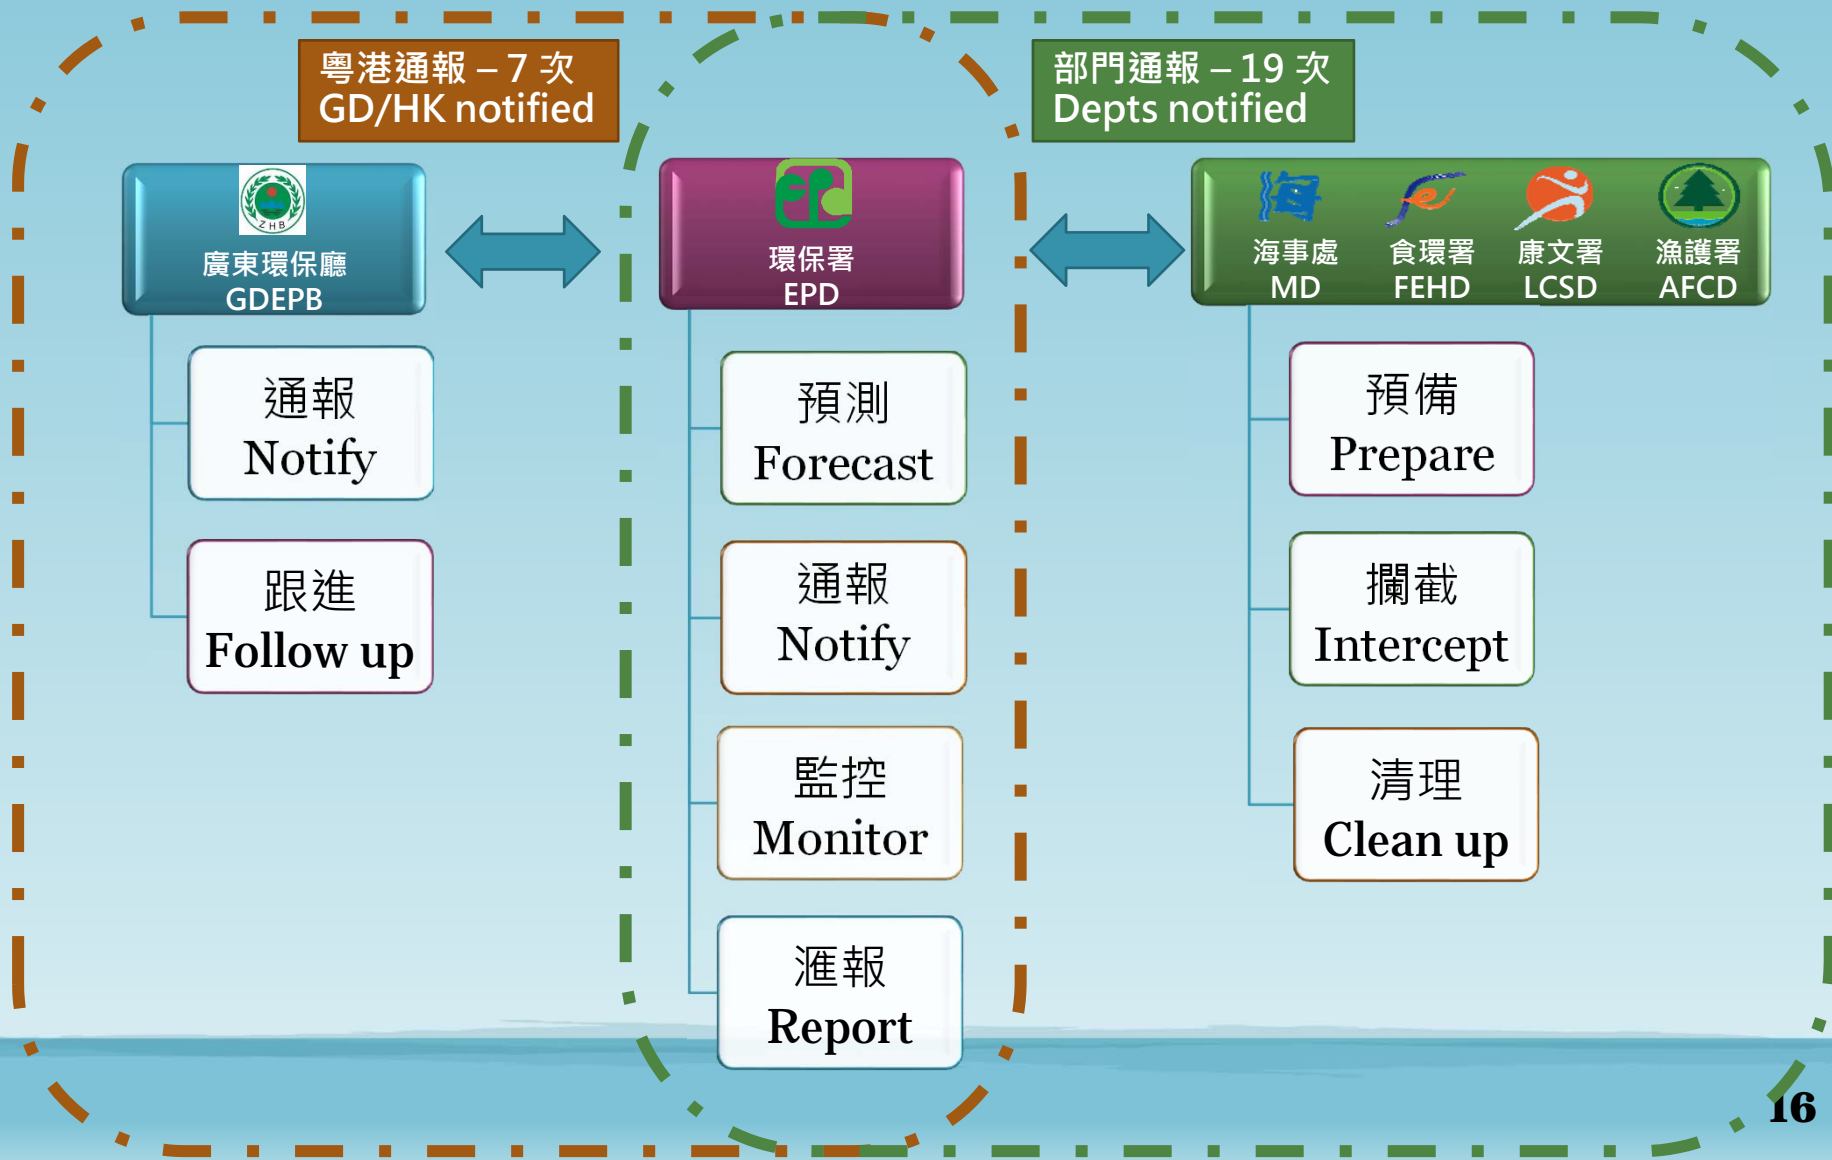 粵港通報 – 7 次
GD/HK notified
部門通報 – 19 次
Depts notified
ZHB
廣東環保廳
GDEPB
通報
Notify
跟進
Follow up
環保署
EPD
預測
Forecast
通報
Notify
監控
Monitor
滙報
Report
海
海事處
MD
食環署
FEHD
康文署
LCSD
漁護署
AFCD
預備
Prepare
攔截
Intercept
清理
Clean up
16